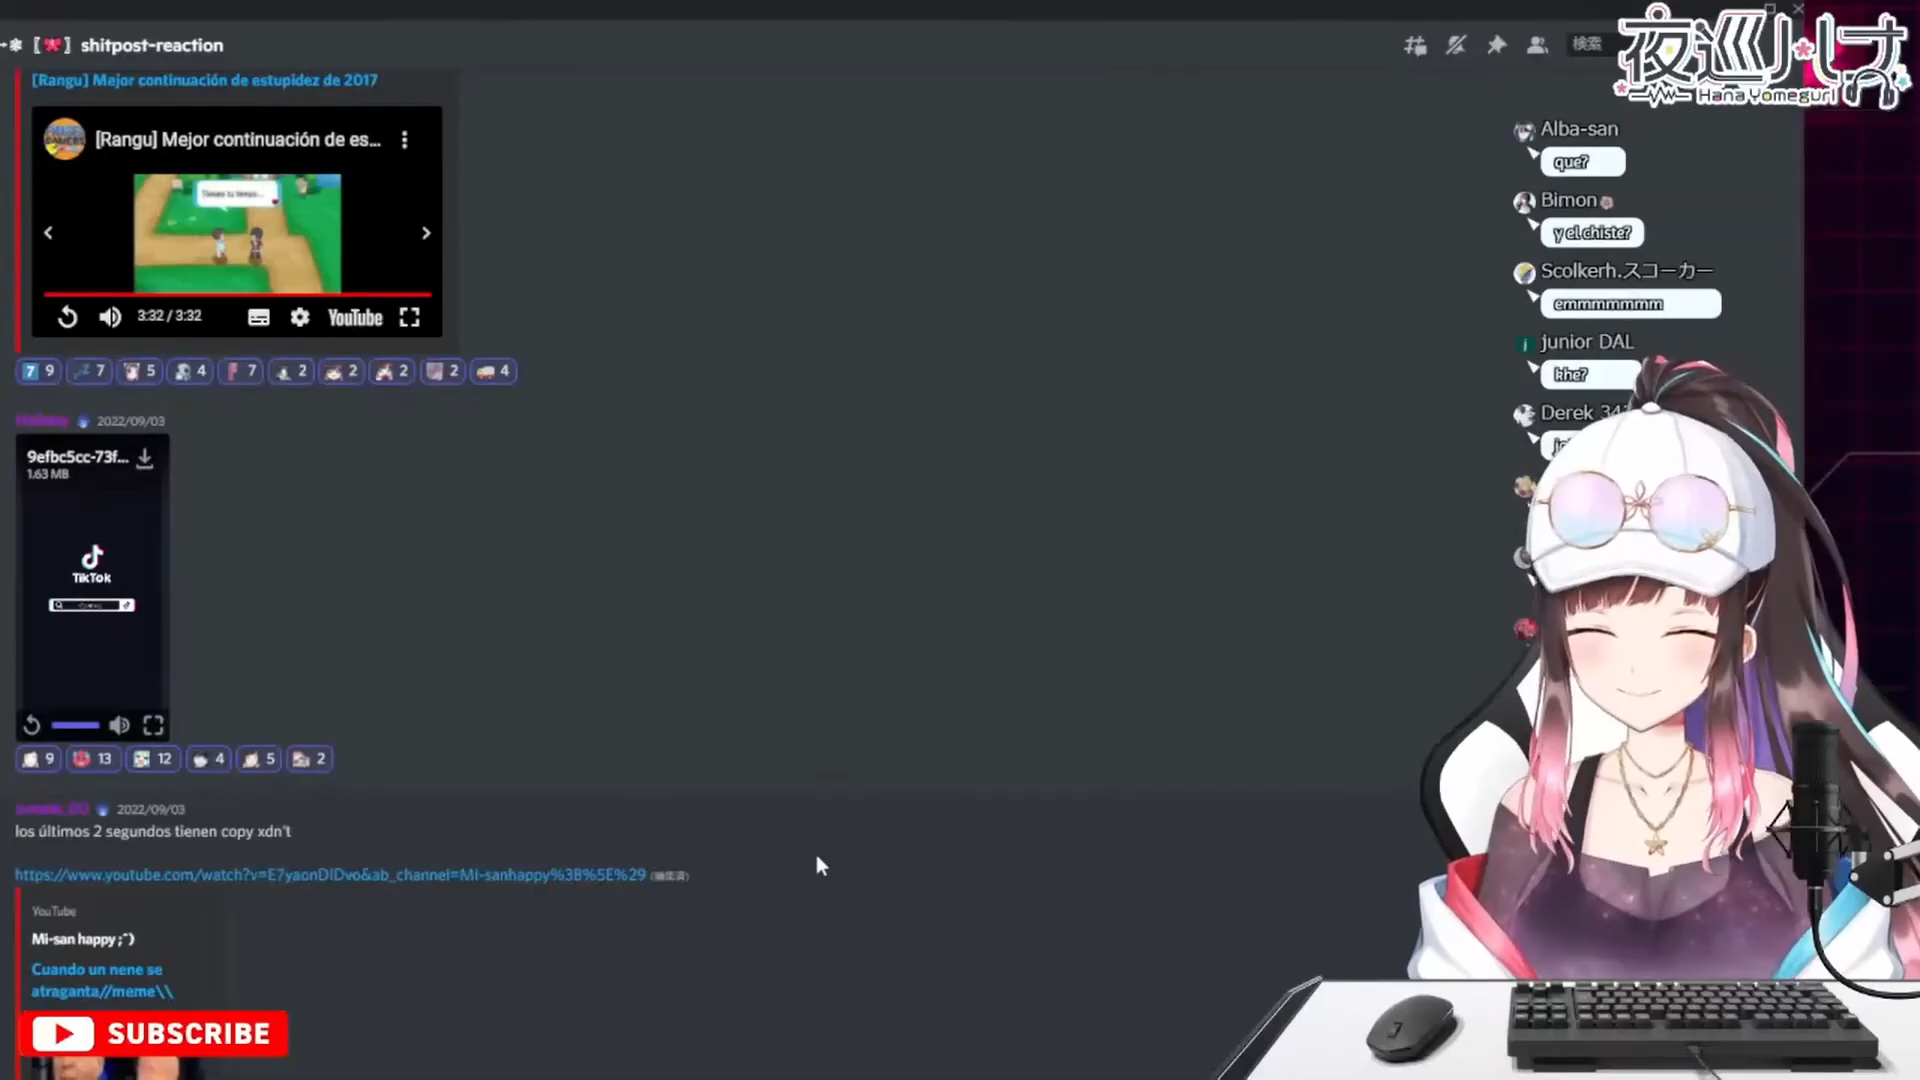 [🎀] shitpost-reaction
検索
夜巡ハナ
Hana Yomeguri
[Rangu] Mejor continuación de estupidez de 2017
[Rangu] Mejor continuación de es...
3:32 / 3:32
YouTube
7 9
7
5
4
7
2
2
2
2
4
2022/09/03
9efbc5cc-73f...
1.63 MB
TikTok
9
13
12
4
5
2
2022/09/03
los últimos 2 segundos tienen copy xdn't
https://www.youtube.com/watch?v=E7yaonDIDvo&ab_channel=Mi-sanhappy%3B%5E%29
YouTube
Mi-san happy ;^)
Cuando un nene se
atraganta//meme\\
SUBSCRIBE
Alba-san
que?
Bimon
y el chiste?
Scolkerh.スコーカー
emmmmmmm
junior DAL
khe?
Derek